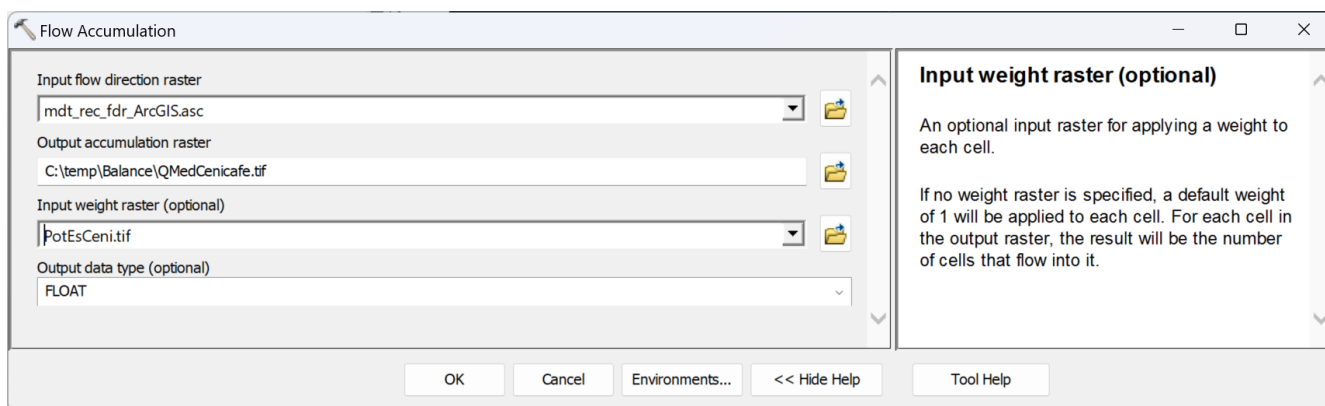 Flow Accumulation
Input flow direction raster
mdt_rec_fdr_ArcGIS.asc
Output accumulation raster
C:\temp\Balance\QMedCenicafe.tif
Input weight raster (optional)
PotEsCeni.tif
Output data type (optional)
FLOAT
Input weight raster (optional)
An optional input raster for applying a weight to
each cell.
If no weight raster is specified, a default weight
of 1 will be applied to each cell. For each cell in
the output raster, the result will be the number
of cells that flow into it.
OK
Cancel
Environments...
<< Hide Help
Tool Help